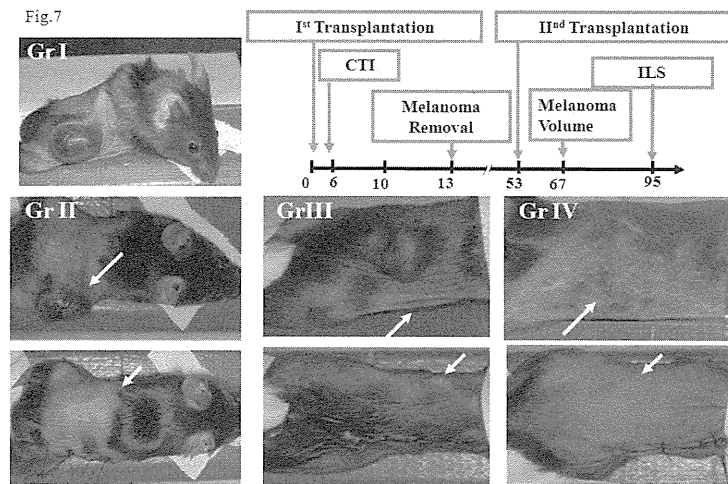 Fig.7
Gr I
Iˢᵗ Transplantation
IIⁿᵈ Transplantation
CTI
ILS
Melanoma
Removal
Melanoma
Volume
0 6 10 13 53 67 95
Gr II
GrIII
Gr IV